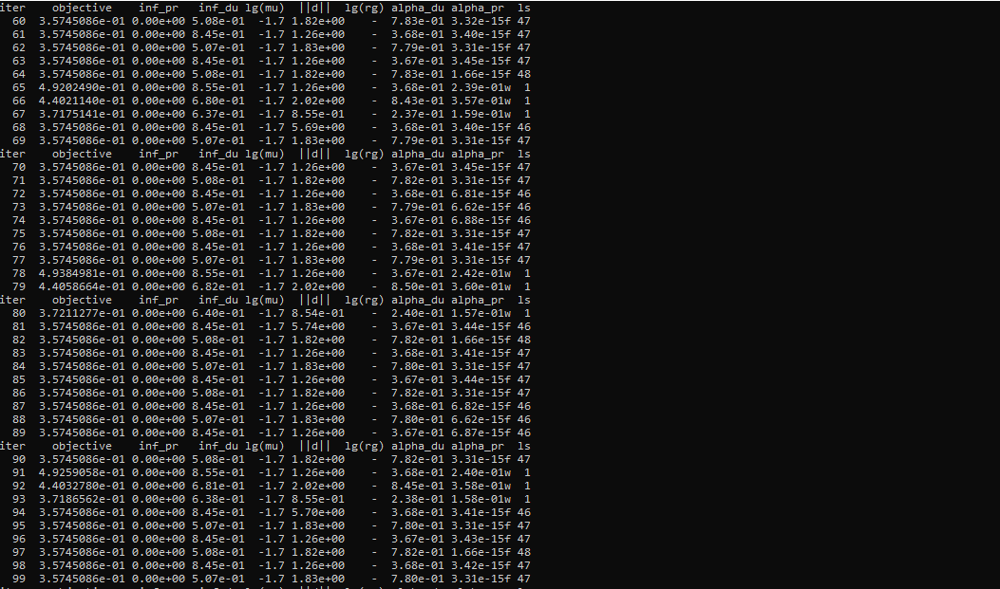 iter    objective    inf_pr   inf_du lg(mu)  ||d||  lg(rg) alpha_du alpha_pr  ls
  60  3.5745086e-01 0.00e+00 5.08e-01  -1.7 1.82e+00    -  7.83e-01 3.32e-15f 47
  61  3.5745086e-01 0.00e+00 8.45e-01  -1.7 1.26e+00    -  3.68e-01 3.40e-15f 47
  62  3.5745086e-01 0.00e+00 5.07e-01  -1.7 1.83e+00    -  7.79e-01 3.31e-15f 47
  63  3.5745086e-01 0.00e+00 8.45e-01  -1.7 1.26e+00    -  3.67e-01 3.45e-15f 47
  64  3.5745086e-01 0.00e+00 5.08e-01  -1.7 1.82e+00    -  7.83e-01 1.66e-15f 48
  65  4.9202490e-01 0.00e+00 8.55e-01  -1.7 1.26e+00    -  3.68e-01 2.39e-01w  1
  66  4.4021140e-01 0.00e+00 6.80e-01  -1.7 2.02e+00    -  8.43e-01 3.57e-01w  1
  67  3.7175141e-01 0.00e+00 6.37e-01  -1.7 8.55e-01    -  2.37e-01 1.59e-01w  1
  68  3.5745086e-01 0.00e+00 8.45e-01  -1.7 5.69e+00    -  3.68e-01 3.40e-15f 46
  69  3.5745086e-01 0.00e+00 5.07e-01  -1.7 1.83e+00    -  7.79e-01 3.31e-15f 47
iter    objective    inf_pr   inf_du lg(mu)  ||d||  lg(rg) alpha_du alpha_pr  ls
  70  3.5745086e-01 0.00e+00 8.45e-01  -1.7 1.26e+00    -  3.67e-01 3.45e-15f 47
  71  3.5745086e-01 0.00e+00 5.08e-01  -1.7 1.82e+00    -  7.82e-01 3.31e-15f 47
  72  3.5745086e-01 0.00e+00 8.45e-01  -1.7 1.26e+00    -  3.68e-01 6.81e-15f 46
  73  3.5745086e-01 0.00e+00 5.07e-01  -1.7 1.83e+00    -  7.79e-01 6.62e-15f 46
  74  3.5745086e-01 0.00e+00 8.45e-01  -1.7 1.26e+00    -  3.67e-01 6.88e-15f 46
  75  3.5745086e-01 0.00e+00 5.08e-01  -1.7 1.82e+00    -  7.82e-01 3.31e-15f 47
  76  3.5745086e-01 0.00e+00 8.45e-01  -1.7 1.26e+00    -  3.68e-01 3.41e-15f 47
  77  3.5745086e-01 0.00e+00 5.07e-01  -1.7 1.83e+00    -  7.79e-01 3.31e-15f 47
  78  4.9384981e-01 0.00e+00 8.55e-01  -1.7 1.26e+00    -  3.67e-01 2.42e-01w  1
  79  4.4058664e-01 0.00e+00 6.82e-01  -1.7 2.02e+00    -  8.50e-01 3.60e-01w  1
iter    objective    inf_pr   inf_du lg(mu)  ||d||  lg(rg) alpha_du alpha_pr  ls
  80  3.7211277e-01 0.00e+00 6.40e-01  -1.7 8.54e-01    -  2.40e-01 1.57e-01w  1
  81  3.5745086e-01 0.00e+00 8.45e-01  -1.7 5.74e+00    -  3.67e-01 3.44e-15f 46
  82  3.5745086e-01 0.00e+00 5.08e-01  -1.7 1.82e+00    -  7.82e-01 1.66e-15f 48
  83  3.5745086e-01 0.00e+00 8.45e-01  -1.7 1.26e+00    -  3.68e-01 3.41e-15f 47
  84  3.5745086e-01 0.00e+00 5.07e-01  -1.7 1.83e+00    -  7.80e-01 3.31e-15f 47
  85  3.5745086e-01 0.00e+00 8.45e-01  -1.7 1.26e+00    -  3.67e-01 3.44e-15f 47
  86  3.5745086e-01 0.00e+00 5.08e-01  -1.7 1.82e+00    -  7.82e-01 3.31e-15f 47
  87  3.5745086e-01 0.00e+00 8.45e-01  -1.7 1.26e+00    -  3.68e-01 6.82e-15f 46
  88  3.5745086e-01 0.00e+00 5.07e-01  -1.7 1.83e+00    -  7.80e-01 6.62e-15f 46
  89  3.5745086e-01 0.00e+00 8.45e-01  -1.7 1.26e+00    -  3.67e-01 6.87e-15f 46
iter    objective    inf_pr   inf_du lg(mu)  ||d||  lg(rg) alpha_du alpha_pr  ls
  90  3.5745086e-01 0.00e+00 5.08e-01  -1.7 1.82e+00    -  7.82e-01 3.31e-15f 47
  91  4.9259058e-01 0.00e+00 8.55e-01  -1.7 1.26e+00    -  3.68e-01 2.40e-01w  1
  92  4.4032780e-01 0.00e+00 6.81e-01  -1.7 2.02e+00    -  8.45e-01 3.58e-01w  1
  93  3.7186562e-01 0.00e+00 6.38e-01  -1.7 8.55e-01    -  2.38e-01 1.58e-01w  1
  94  3.5745086e-01 0.00e+00 8.45e-01  -1.7 5.70e+00    -  3.68e-01 3.41e-15f 46
  95  3.5745086e-01 0.00e+00 5.07e-01  -1.7 1.83e+00    -  7.80e-01 3.31e-15f 47
  96  3.5745086e-01 0.00e+00 8.45e-01  -1.7 1.26e+00    -  3.67e-01 3.43e-15f 47
  97  3.5745086e-01 0.00e+00 5.08e-01  -1.7 1.82e+00    -  7.82e-01 1.66e-15f 48
  98  3.5745086e-01 0.00e+00 8.45e-01  -1.7 1.26e+00    -  3.68e-01 3.42e-15f 47
  99  3.5745086e-01 0.00e+00 5.07e-01  -1.7 1.83e+00    -  7.80e-01 3.31e-15f 47